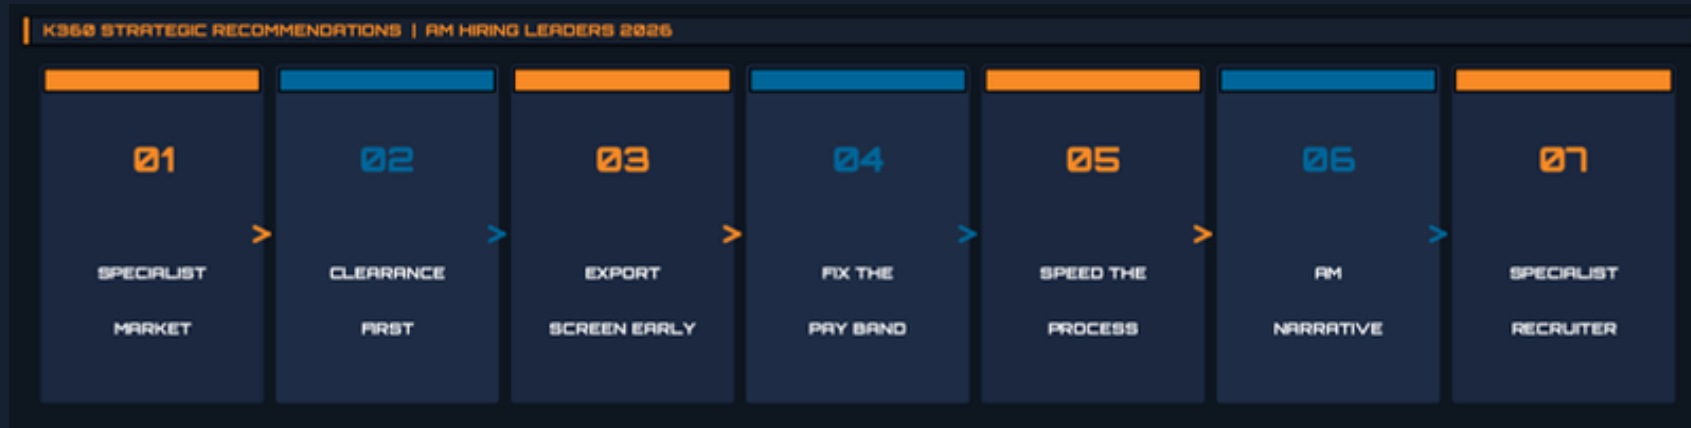 K360 STRATEGIC RECOMMENDATIONS | AM HIRING LEADERS 2026
01
SPECIALIST
MARKET
>
02
CLEARANCE
FIRST
>
03
EXPORT
SCREEN EARLY
>
04
FIX THE
PAY BAND
>
05
SPEED THE
PROCESS
>
06
AM
NARRATIVE
>
07
SPECIALIST
RECRUITER